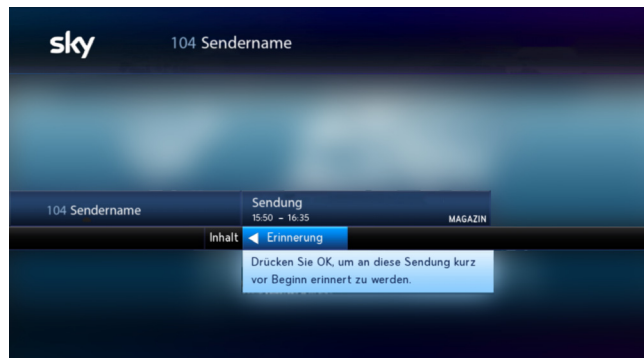 sky 104 Sendername
104 Sendername Sendung
15:50 – 16:35 MAGAZIN
Inhalt Erinnerung
Drücken Sie OK, um an diese Sendung kurz
vor Beginn erinnert zu werden.